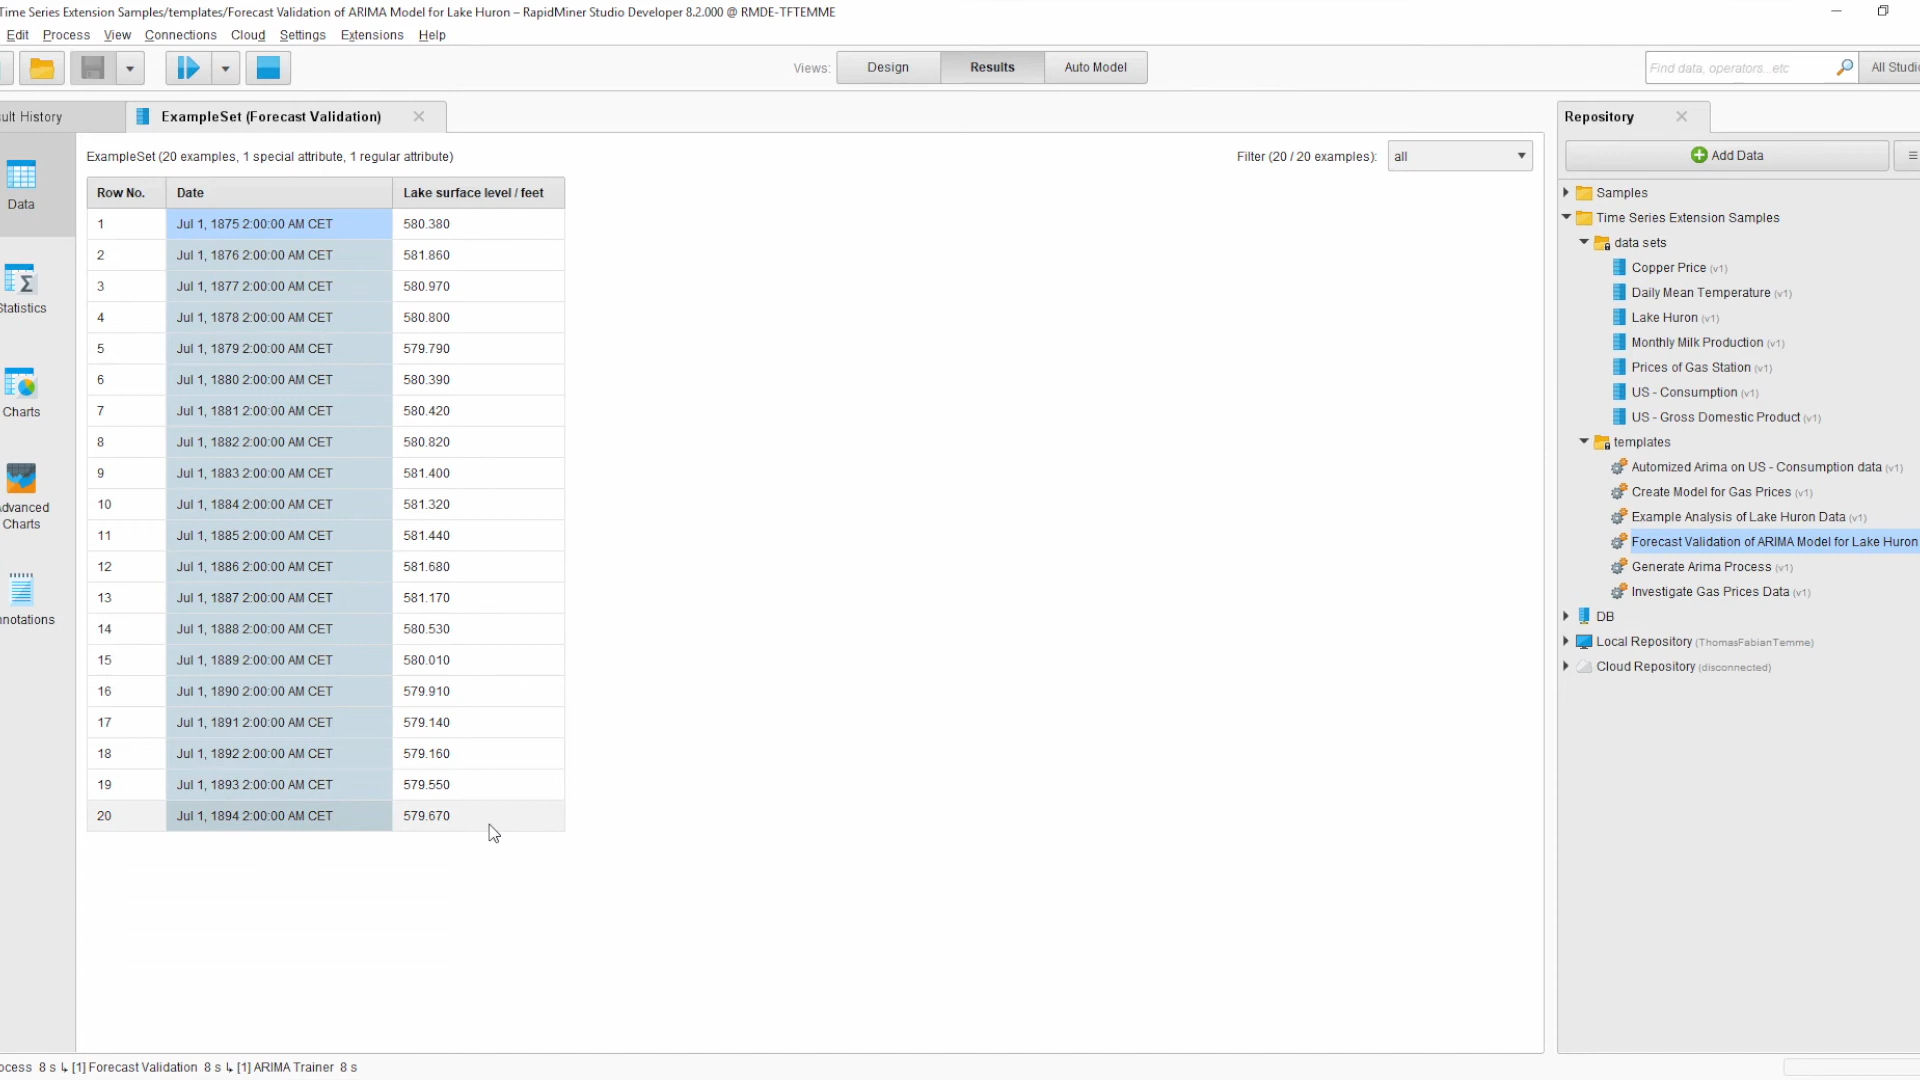 Time Series Extension Samples/templates/Forecast Validation of ARIMA Model for Lake Huron – RapidMiner Studio Developer 8.2.000 @ RMDE-TFTEMME
Edit Process View Connections Cloud Settings Extensions Help
Views: Design Results Auto Model
Find data, operators...etc
All Studi
ult History
ExampleSet (Forecast Validation)
Repository
ExampleSet (20 examples, 1 special attribute, 1 regular attribute)
Filter (20 / 20 examples): all
Add Data
Data
Statistics
Charts
dvanced
Charts
nnotations
Row No. Date Lake surface level / feet
1 Jul 1, 1875 2:00:00 AM CET 580.380
2 Jul 1, 1876 2:00:00 AM CET 581.860
3 Jul 1, 1877 2:00:00 AM CET 580.970
4 Jul 1, 1878 2:00:00 AM CET 580.800
5 Jul 1, 1879 2:00:00 AM CET 579.790
6 Jul 1, 1880 2:00:00 AM CET 580.390
7 Jul 1, 1881 2:00:00 AM CET 580.420
8 Jul 1, 1882 2:00:00 AM CET 580.820
9 Jul 1, 1883 2:00:00 AM CET 581.400
10 Jul 1, 1884 2:00:00 AM CET 581.320
11 Jul 1, 1885 2:00:00 AM CET 581.440
12 Jul 1, 1886 2:00:00 AM CET 581.680
13 Jul 1, 1887 2:00:00 AM CET 581.170
14 Jul 1, 1888 2:00:00 AM CET 580.530
15 Jul 1, 1889 2:00:00 AM CET 580.010
16 Jul 1, 1890 2:00:00 AM CET 579.910
17 Jul 1, 1891 2:00:00 AM CET 579.140
18 Jul 1, 1892 2:00:00 AM CET 579.160
19 Jul 1, 1893 2:00:00 AM CET 579.550
20 Jul 1, 1894 2:00:00 AM CET 579.670
Samples
Time Series Extension Samples
data sets
Copper Price (v1)
Daily Mean Temperature (v1)
Lake Huron (v1)
Monthly Milk Production (v1)
Prices of Gas Station (v1)
US - Consumption (v1)
US - Gross Domestic Product (v1)
templates
Automized Arima on US - Consumption data (v1)
Create Model for Gas Prices (v1)
Example Analysis of Lake Huron Data (v1)
Forecast Validation of ARIMA Model for Lake Huron
Generate Arima Process (v1)
Investigate Gas Prices Data (v1)
DB
Local Repository (ThomasFabianTemme)
Cloud Repository (disconnected)
ocess 8 s ↳ [1] Forecast Validation 8 s ↳ [1] ARIMA Trainer 8 s